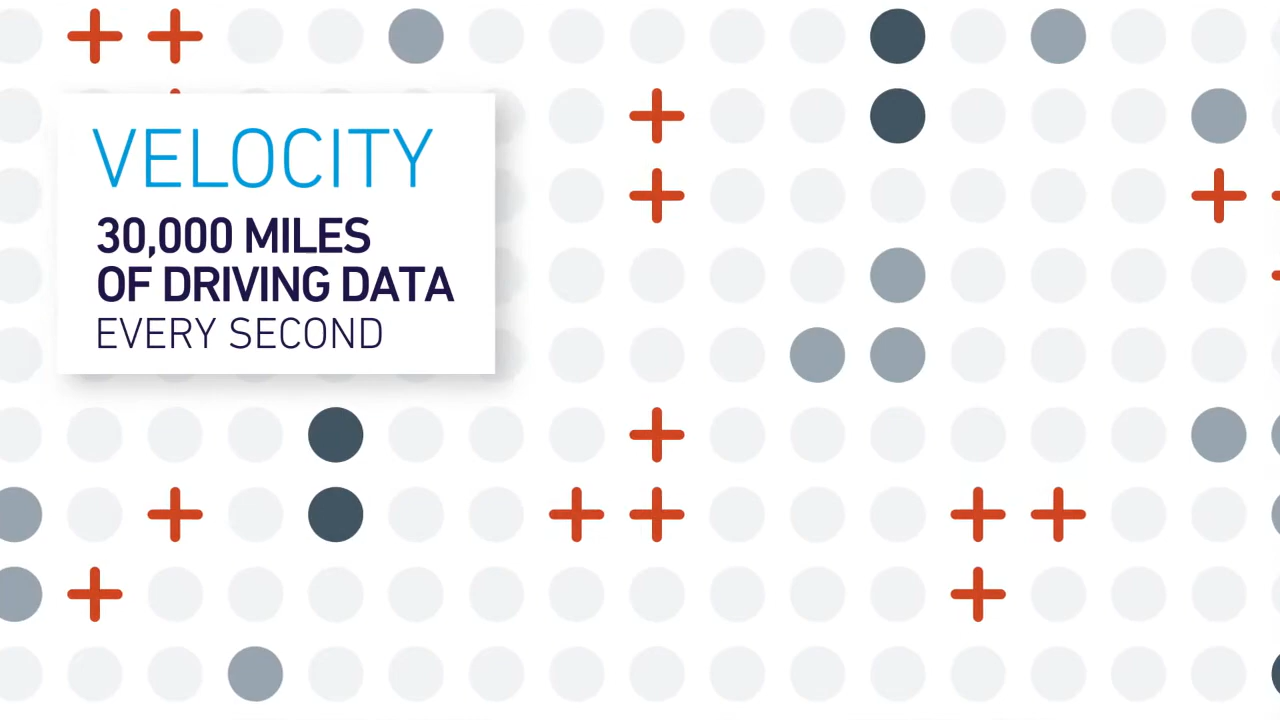 VELOCITY
30,000 MILES
OF DRIVING DATA
EVERY SECOND